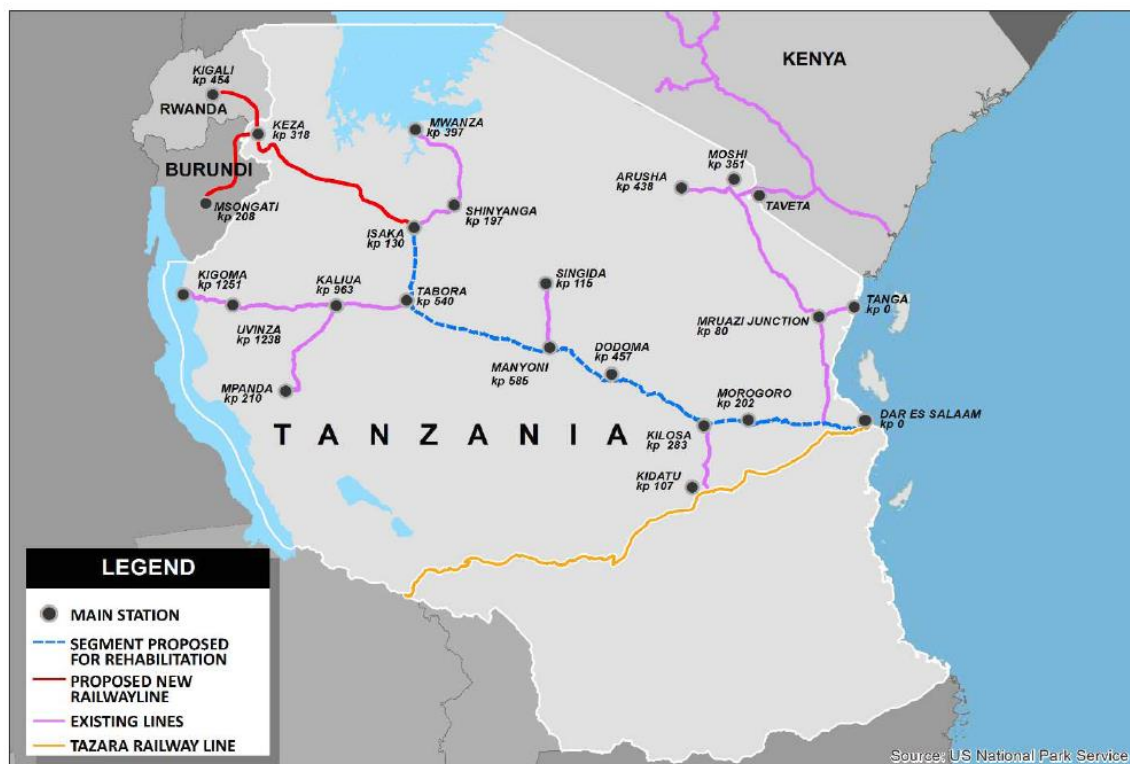 KENYA
KIGALI
kp 454
RWANDA
KEZA
kp 318
BURUNDI
MSONGATI
kp 208
MWANZA
kp 397
SHINYANGA
kp 197
ISAKA
kp 130
MOSHI
kp 351
ARUSHA
kp 438
TAVETA
KIGOMA
kp 1251
UVINZA
kp 1238
KALIUA
kp 963
TABORA
kp 540
SINGIDA
kp 115
TANGA
kp 0
MRUAZI JUNCTION
kp 80
MPANDA
kp 210
MANYONI
kp 585
DODOMA
kp 457
MOROGORO
kp 202
DAR ES SALAAM
kp 0
TANZANIA
KILOSA
kp 283
KIDATU
kp 107
LEGEND
MAIN STATION
SEGMENT PROPOSED
FOR REHABILITATION
PROPOSED NEW
RAILWAYLINE
EXISTING LINES
TAZARA RAILWAY LINE
Source: US National Park Service